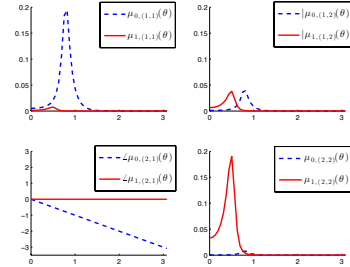 0.2
0.15
0.1
0.05
0
0 1 2 3
μ0,(1,1)(θ)
μ1,(1,1)(θ)
0.2
0.15
0.1
0.05
0
0 1 2 3
|μ0,(1,2)(θ)
|μ1,(1,2)(θ)
3
2
1
0
−1
−2
−3
0 1 2 3
∠μ0,(2,1)(θ)
∠μ1,(2,1)(θ)
0.2
0.15
0.1
0.05
0
0 1 2 3
μ0,(2,2)(θ)
μ1,(2,2)(θ)